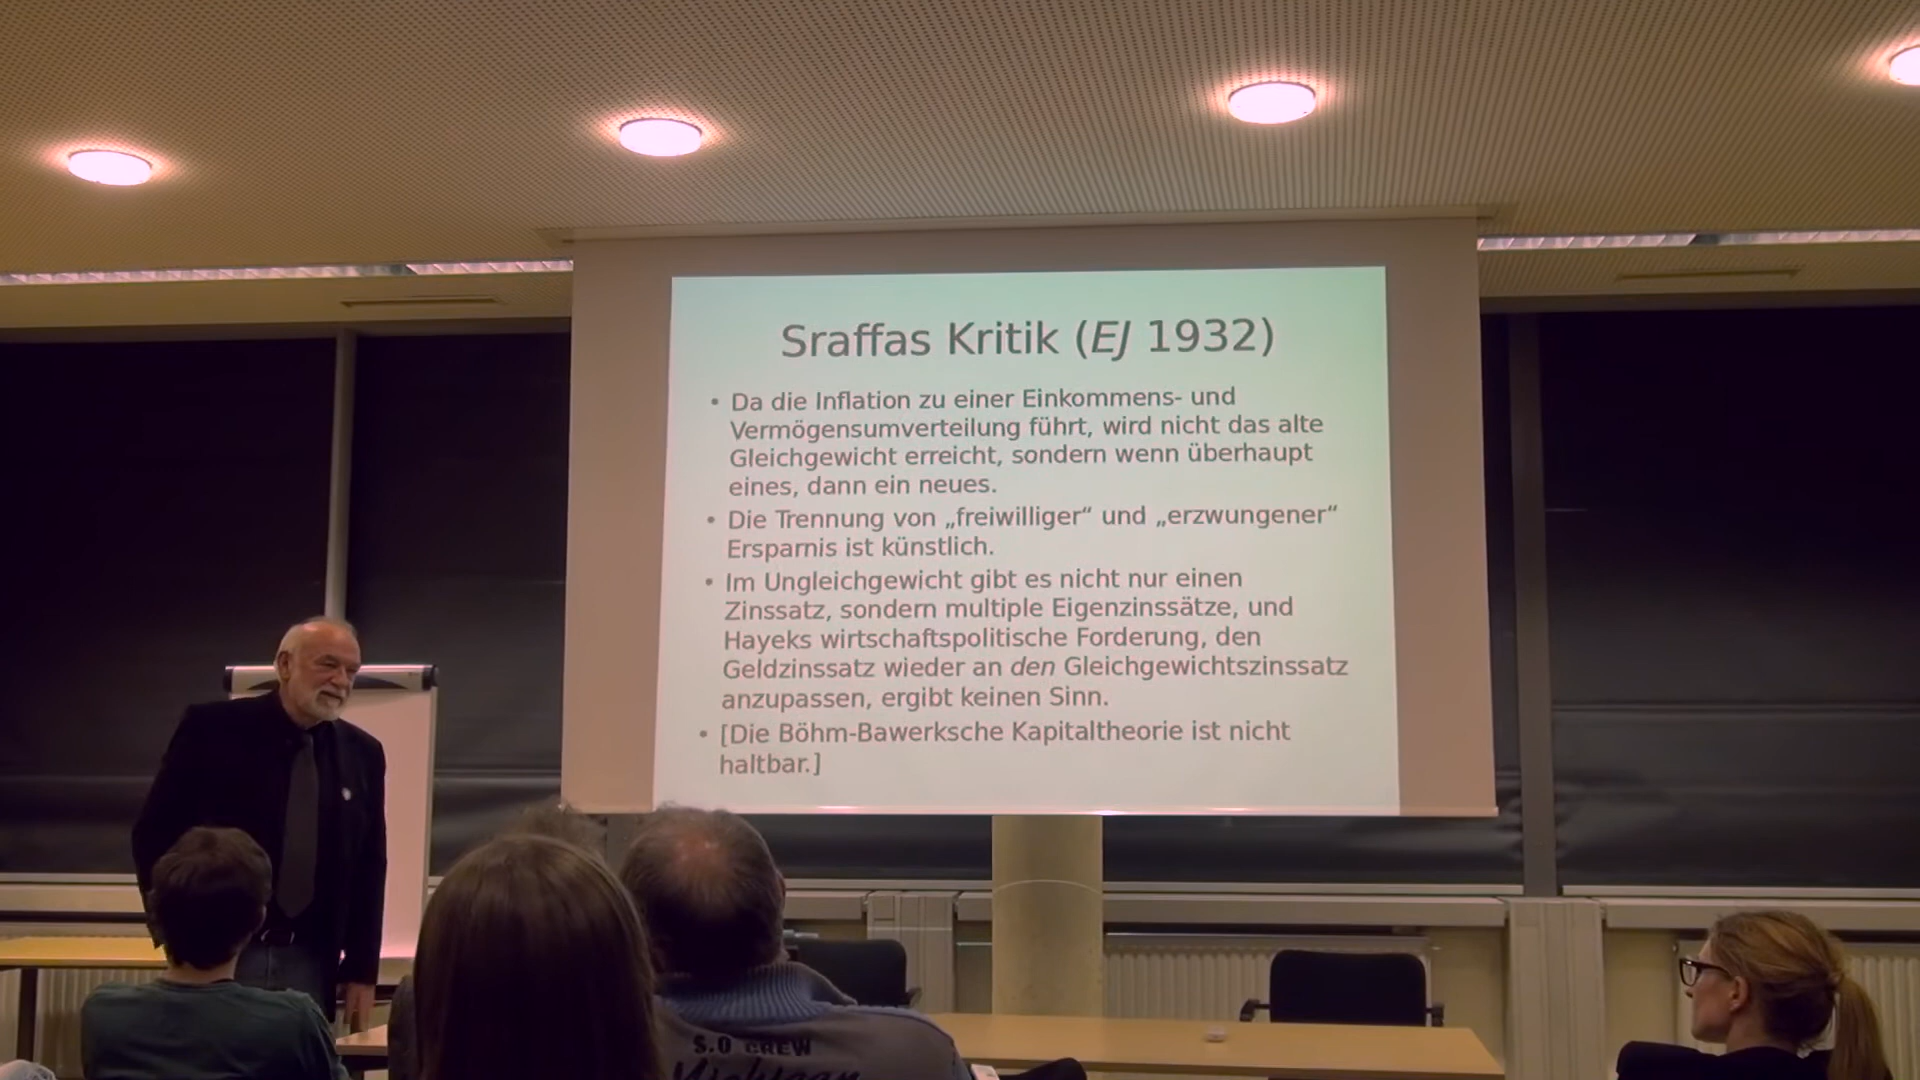 Sraffas Kritik (EJ 1932)
• Da die Inflation zu einer Einkommens- und
Vermögensumverteilung führt, wird nicht das alte
Gleichgewicht erreicht, sondern wenn überhaupt
eines, dann ein neues.
• Die Trennung von „freiwilliger“ und „erzwungener“
Ersparnis ist künstlich.
• Im Ungleichgewicht gibt es nicht nur einen
Zinssatz, sondern multiple Eigenzinssätze, und
Hayeks wirtschaftspolitische Forderung, den
Geldzinssatz wieder an den Gleichgewichtszinssatz
anzupassen, ergibt keinen Sinn.
• [Die Böhm-Bawerksche Kapitaltheorie ist nicht
haltbar.]
S.O CREW
Michygan